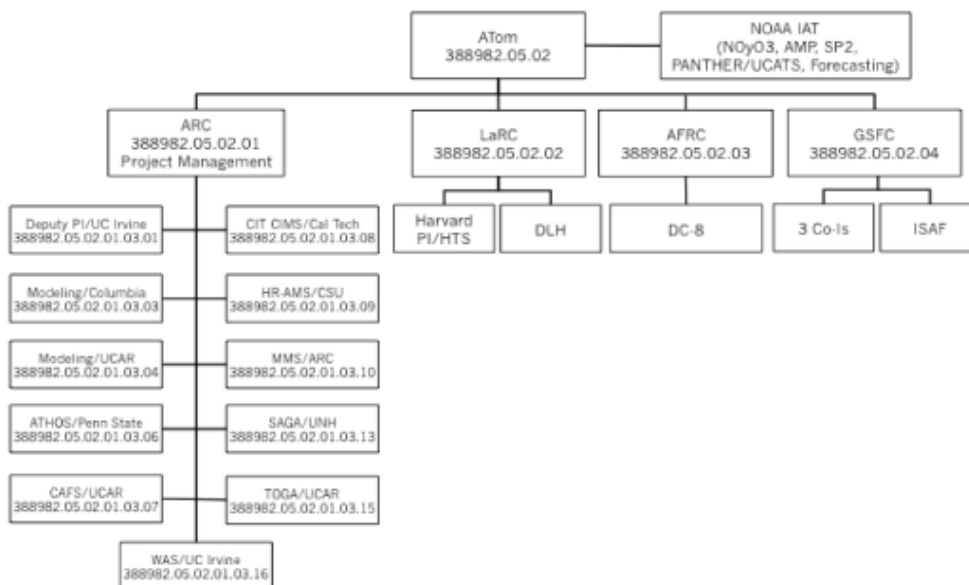 ATom
388982.05.02
NOAA IAT
(NOyO3, AMP, SP2,
PANTHER/UCATS, Forecasting)
ARC
388982.05.02.01
Project Management
LaRC
388982.05.02.02
AFRC
388982.05.02.03
GSFC
388982.05.02.04
Harvard
PI/HTS
DLH
DC-8
3 Co-Is
ISAF
Deputy PI/UC Irvine
388982.05.02.01.03.01
CIT CIMS/Cal Tech
388982.05.02.01.03.08
Modeling/Columbia
388982.05.02.01.03.03
HR-AMS/CSU
388982.05.02.01.03.09
Modeling/UCAR
388982.05.02.01.03.04
MMS/ARC
388982.05.02.01.03.10
ATHOS/Penn State
388982.05.02.01.03.06
SAGA/UNH
388982.05.02.01.03.13
CAFS/UCAR
388982.05.02.01.03.07
TOGA/UCAR
388982.05.02.01.03.15
WAS/UC Irvine
388982.05.02.01.03.16